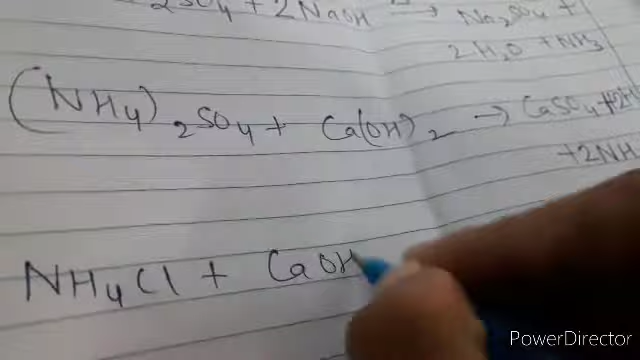 2SO4 + 2NaOH → Na2SO4 +
2H2O + NH3
(NH4)2SO4 + Ca(OH)2 → CaSO4 +
+2NH
NH4Cl + CaOH
PowerDirector